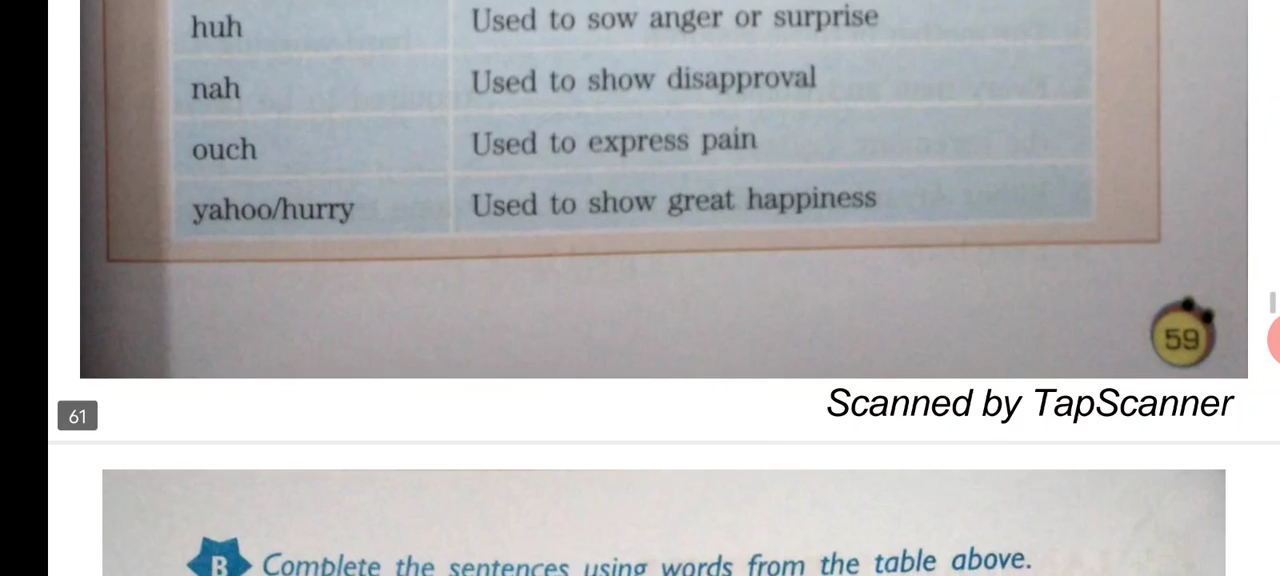 huh Used to sow anger or surprise
nah Used to show disapproval
ouch Used to express pain
yahoo/hurry Used to show great happiness
59
61
Scanned by TapScanner
B Complete the sentences using words from the table above.